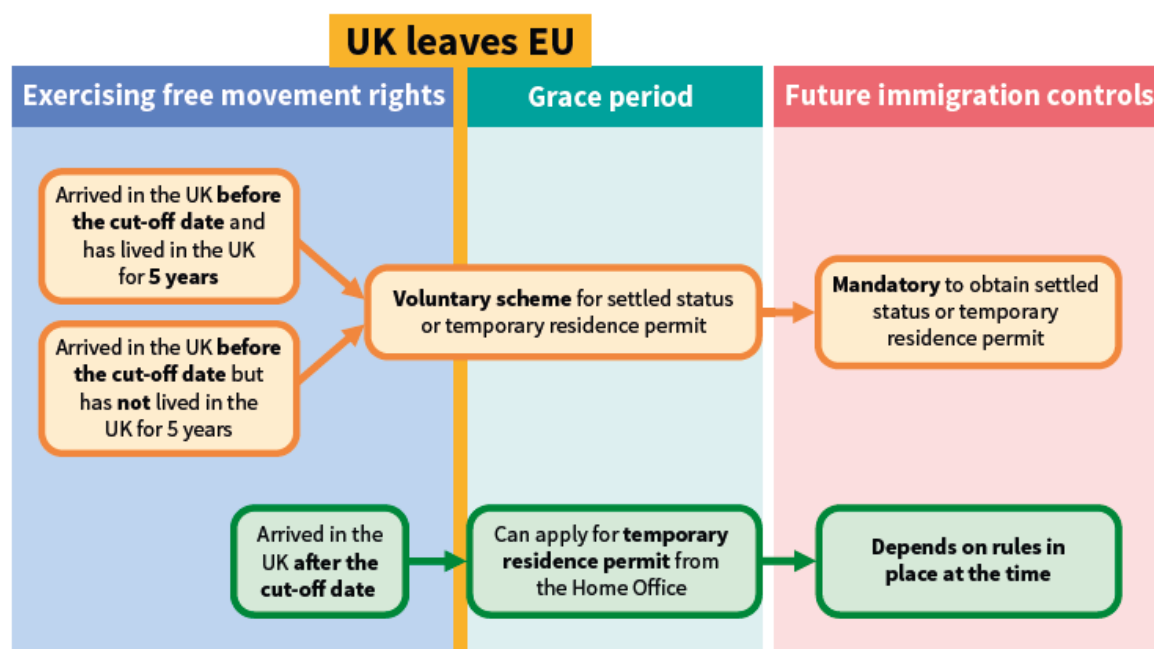 UK leaves EU
Exercising free movement rights
Grace period
Future immigration controls
Arrived in the UK before
the cut-off date and
has lived in the UK
for 5 years
Arrived in the UK before
the cut-off date but
has not lived in the
UK for 5 years
Voluntary scheme for settled status
or temporary residence permit
Mandatory to obtain settled
status or temporary
residence permit
Arrived in the
UK after the
cut-off date
Can apply for temporary
residence permit from
the Home Office
Depends on rules in
place at the time